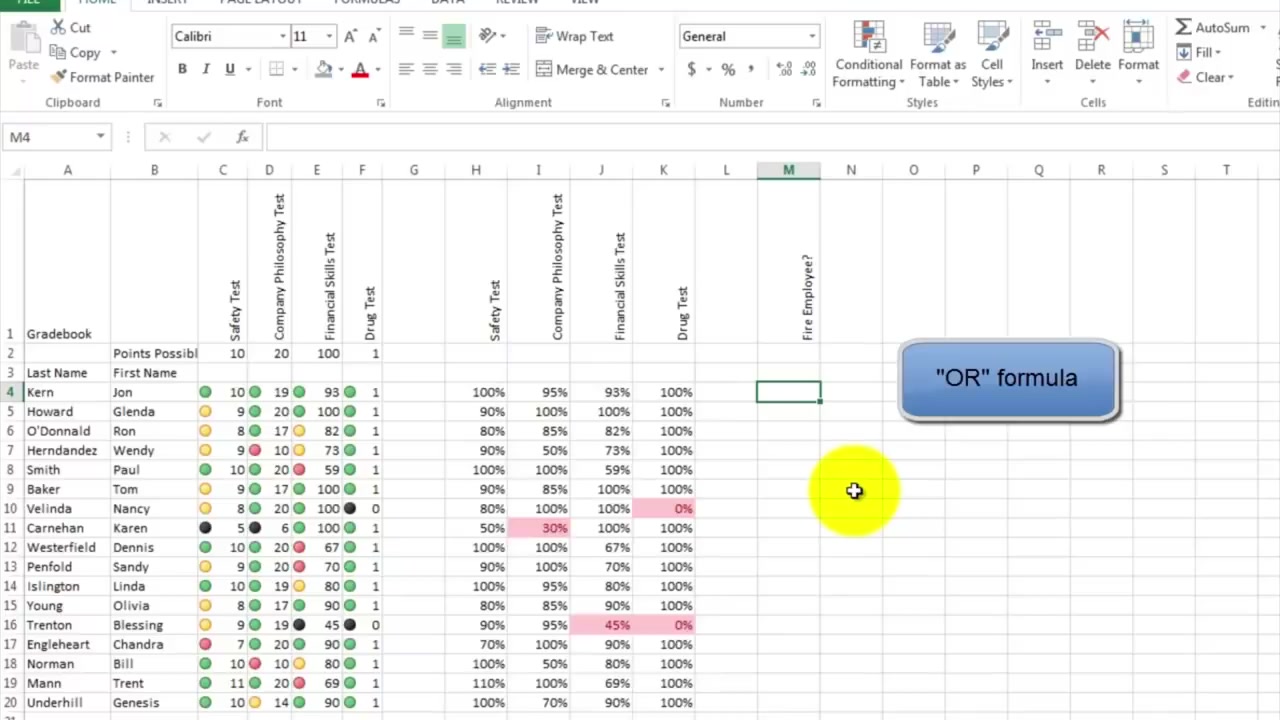 FILE HOME INSERT PAGE LAYOUT FORMULAS DATA REVIEW VIEW
Paste Cut Copy Format Painter
Calibri 11
B I U A
Wrap Text
Merge & Center
General
$ % ,
Conditional Formatting Format as Table Cell Styles
Insert Delete Format
AutoSum
Fill
Clear
Clipboard Font Alignment Number Styles Cells
M4 fx
A B C D E F G H I J K L M N O P Q R S T
1 Gradebook Safety Test Company Philosophy Test Financial Skills Test Drug Test Safety Test Company Philosophy Test Financial Skills Test Drug Test Fire Employee?
2 Points Possibl 10 20 100 1
3 Last Name First Name
4 Kern Jon 10 19 93 1 100% 95% 93% 100%
5 Howard Glenda 9 20 100 1 90% 100% 100% 100%
6 O'Donnald Ron 8 17 82 1 80% 85% 82% 100%
7 Herndandez Wendy 9 10 73 1 90% 50% 73% 100%
8 Smith Paul 10 20 59 1 100% 100% 59% 100%
9 Baker Tom 9 17 100 1 90% 85% 100% 100%
10 Velinda Nancy 8 20 100 0 80% 100% 100% 0%
11 Carnehan Karen 5 6 100 1 50% 30% 100% 100%
12 Westerfield Dennis 10 20 67 1 100% 100% 67% 100%
13 Penfold Sandy 9 20 70 1 90% 100% 70% 100%
14 Islington Linda 10 19 80 1 100% 95% 80% 100%
15 Young Olivia 8 17 90 1 80% 85% 90% 100%
16 Trenton Blessing 9 19 45 0 90% 95% 45% 0%
17 Engleheart Chandra 7 20 90 1 70% 100% 90% 100%
18 Norman Bill 10 10 80 1 100% 50% 80% 100%
19 Mann Trent 11 20 69 1 110% 100% 69% 100%
20 Underhill Genesis 10 14 90 1 100% 70% 90% 100%
"OR" formula